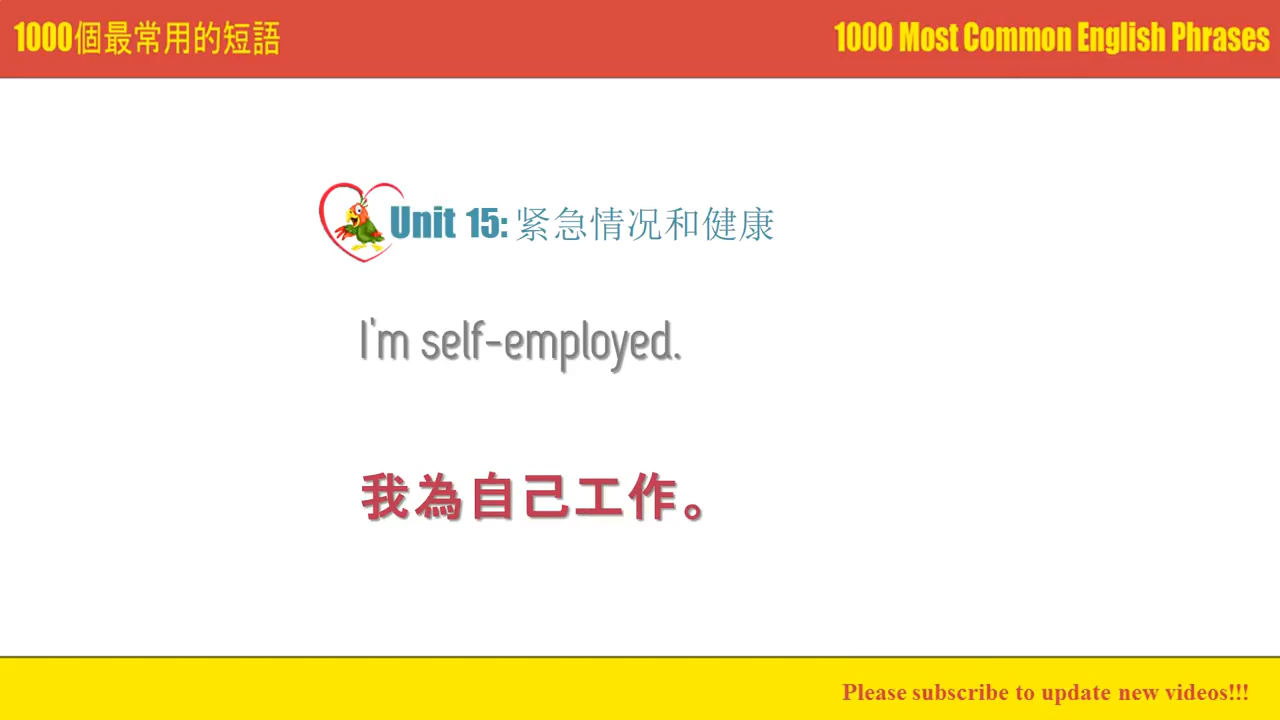 1000個最常用的短語
1000 Most Common English Phrases
Unit 15: 紧急情况和健康
I'm self-employed.
我為自己工作。
Please subscribe to update new videos!!!